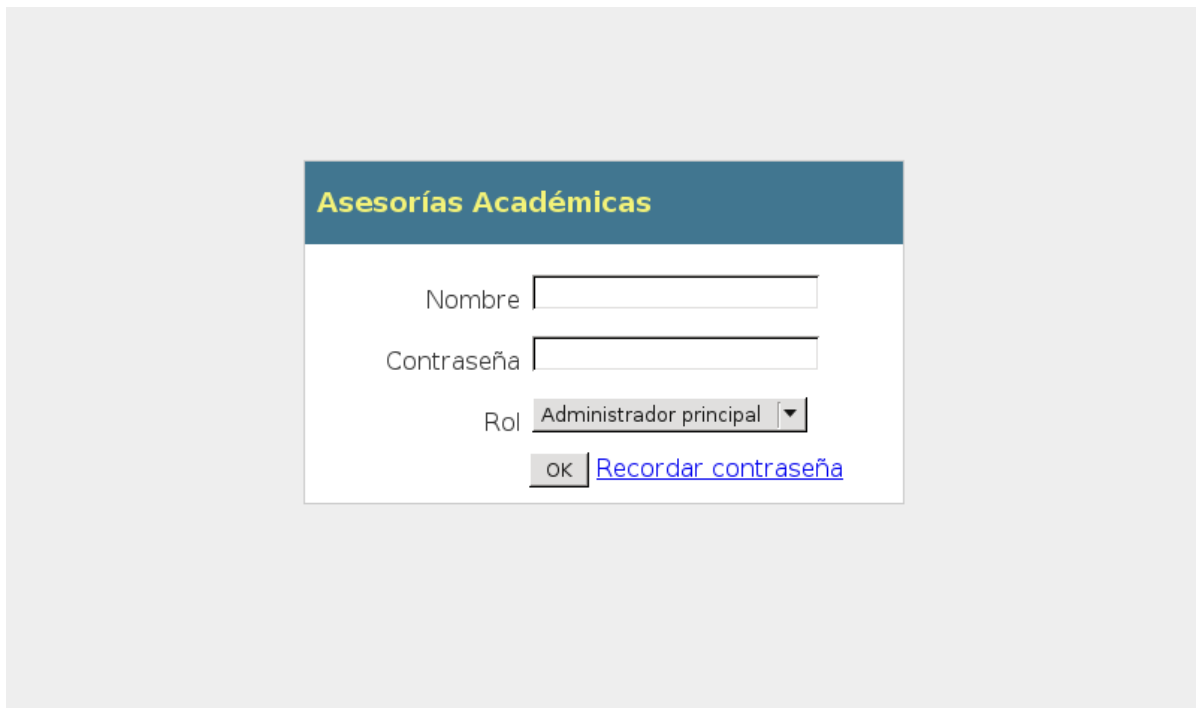 Asesorías Académicas
Nombre
Contraseña
Rol Administrador principal
OK Recordar contraseña